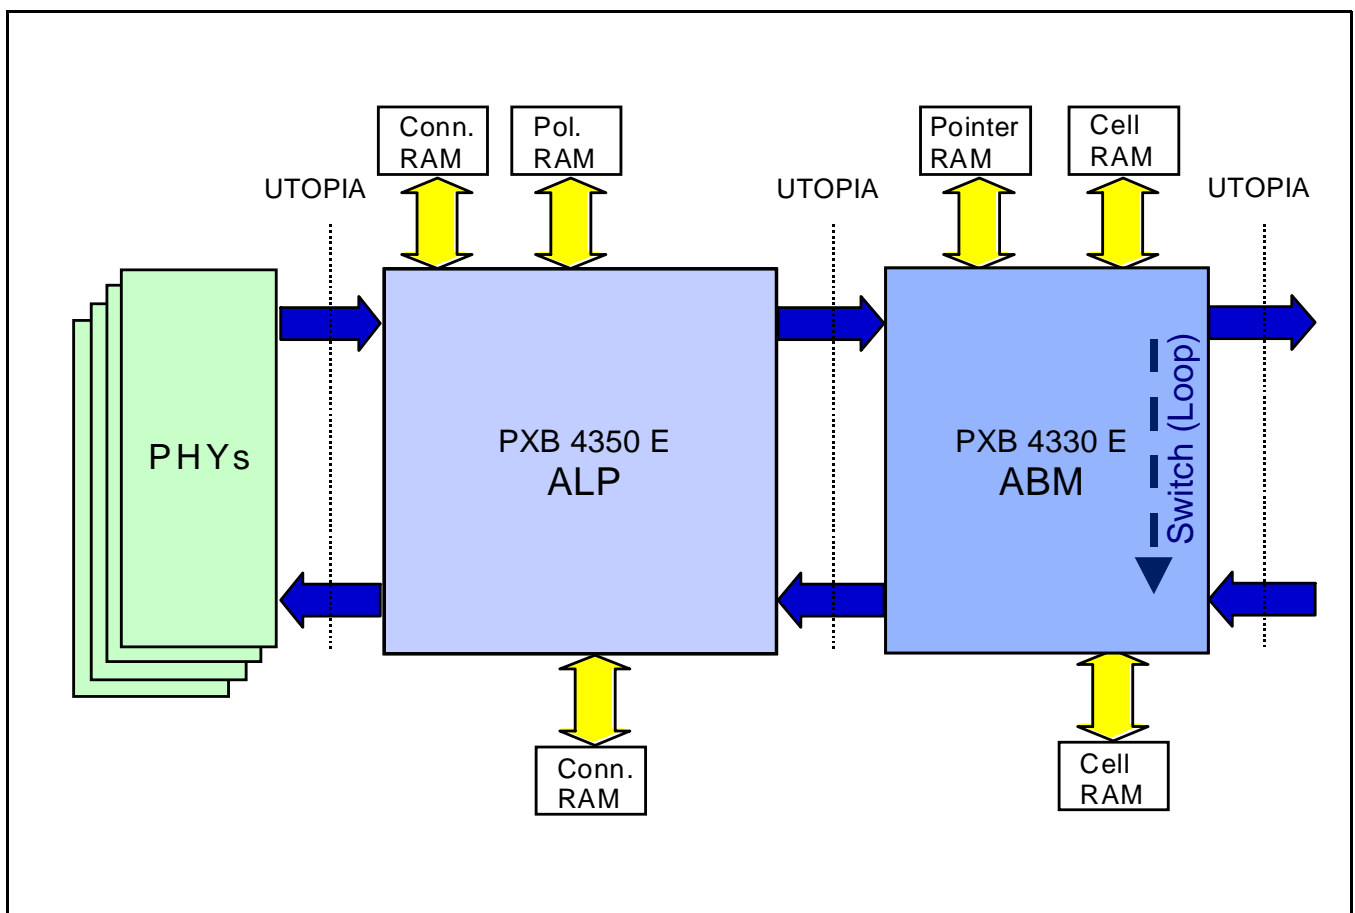 Conn.
RAM
Pol.
RAM
Pointer
RAM
Cell
RAM
UTOPIA
UTOPIA
UTOPIA
PHYs
PXB 4350 E
ALP
PXB 4330 E
ABM
Switch (Loop)
Conn.
RAM
Cell
RAM